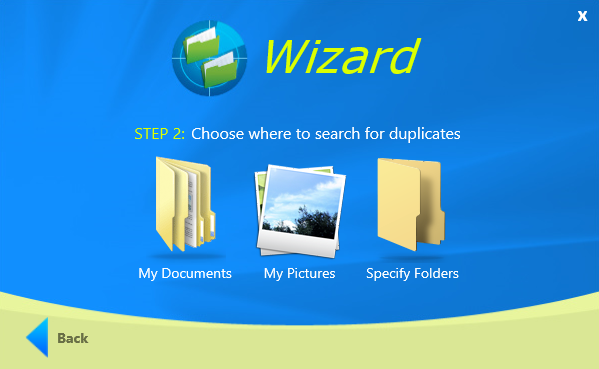 X
Wizard
STEP 2: Choose where to search for duplicates
My Documents My Pictures Specify Folders
Back